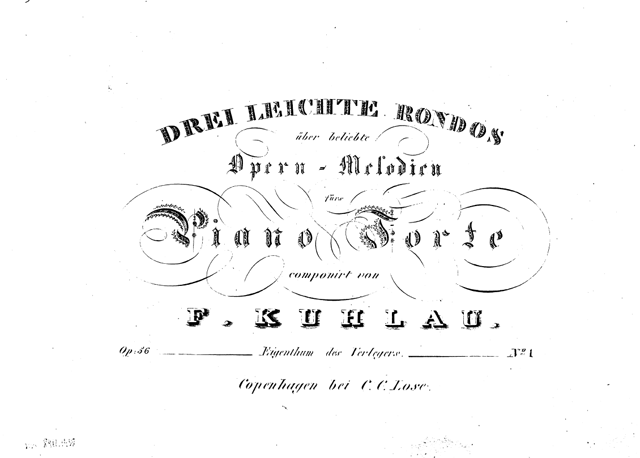 DREI LEICHTE RONDOS
über beliebte
Opern-Melodien
fürs
Piano Forte
componirt von
F. KUHLAU.
Op: 56 Eigenthum des Verlegers. No. 1
Copenhagen bei C. C. Lose.